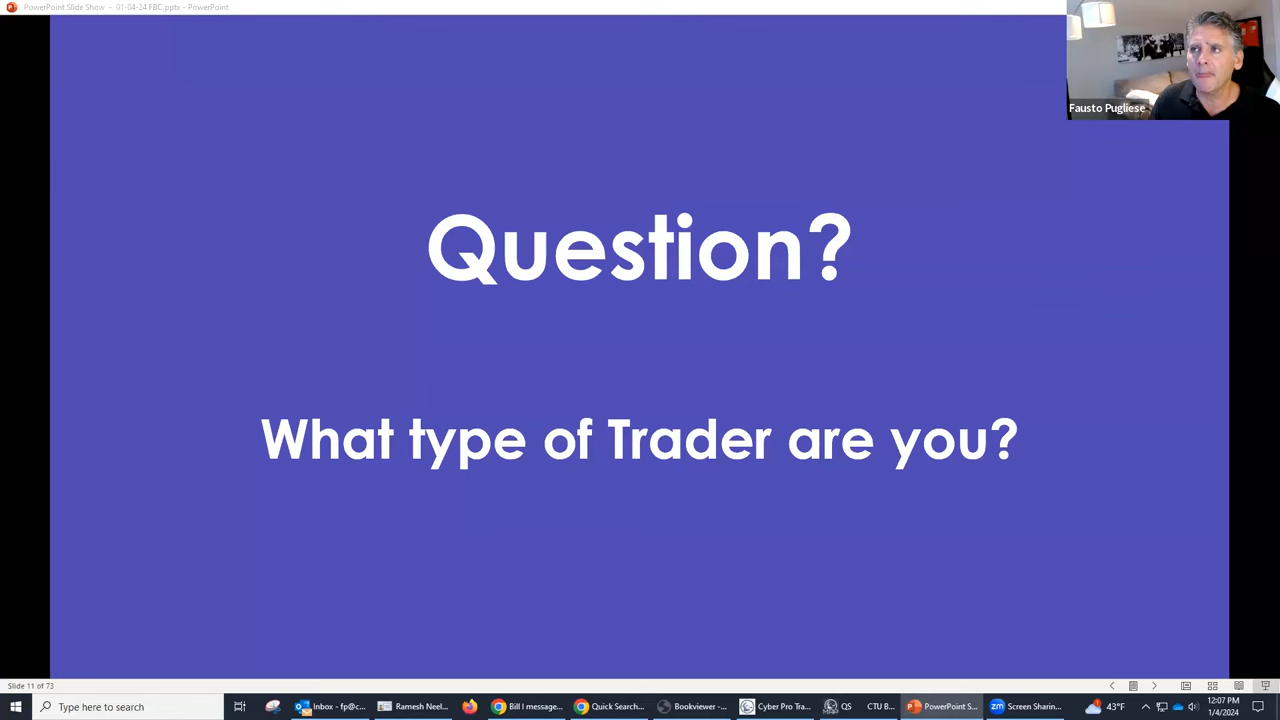 PowerPoint Slide Show - 01-04-24 FBC.pptx - PowerPoint
Fausto Pugliese
Question?
What type of Trader are you?
Slide 11 of 73
Type here to search
Inbox - fp@c...
Ramesh Neel...
Bill I message...
Quick Search...
Bookviewer -...
Cyber Pro Tra...
QS
CTU B...
PowerPoint S...
zm
Screen Sharin...
43°F
12:07 PM
1/4/2024